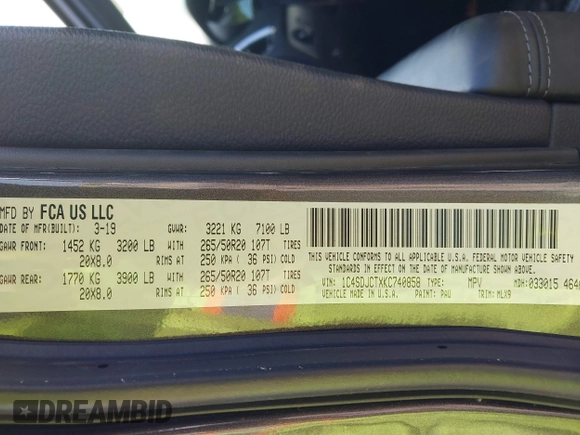 MFD BY FCA US LLC
DATE OF MFR(BUILT): 3-19 GVWR: 3221 KG 7100 LB
GAWR FRONT: 1452 KG 3200 LB WITH 265/50R20 107T TIRES
20X8.0 RIMS AT 250 KPA ( 36 PSI) COLD
GAWR REAR: 1770 KG 3900 LB WITH 265/50R20 107T TIRES
20X8.0 RIMS AT 250 KPA ( 36 PSI) COLD
THIS VEHICLE CONFORMS TO ALL APPLICABLE U.S.A. FEDERAL MOTOR VEHICLE SAFETY
STANDARDS IN EFFECT ON THE DATE OF MANUFACTURE SHOWN ABOVE.
VIN: 1C4SDJCTXKC740858 TYPE: MPV MDH: 033015 464
MADE IN U.S.A. PAINT: PAU TRIM: MLX9
DREAMBID